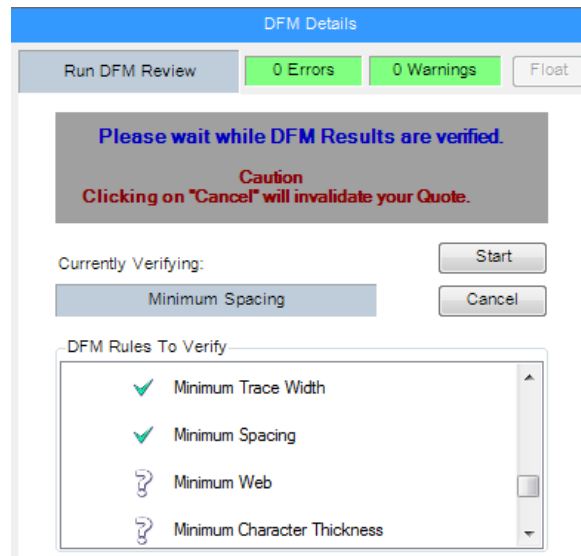 DFM Details
Run DFM Review
0 Errors
0 Warnings
Float
Please wait while DFM Results are verified.
Caution
Clicking on "Cancel" will invalidate your Quote.
Currently Verifying:
Start
Minimum Spacing
Cancel
DFM Rules To Verify
Minimum Trace Width
Minimum Spacing
Minimum Web
Minimum Character Thickness